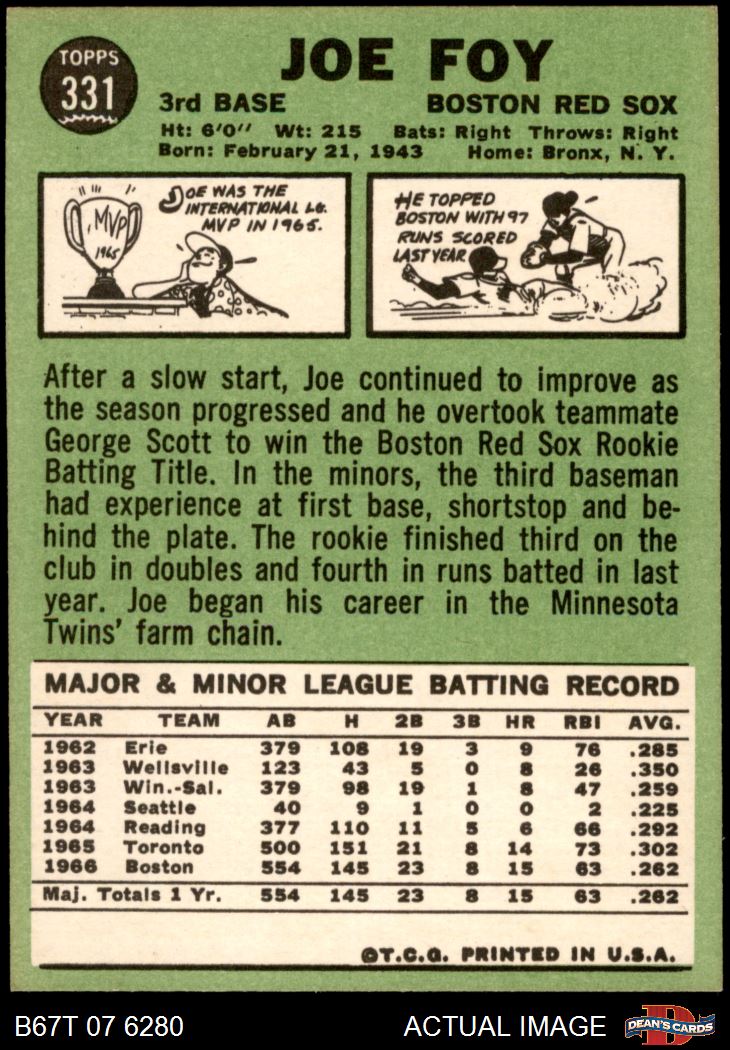 TOPPS
331
JOE FOY
3rd BASE BOSTON RED SOX
Ht: 6'0" Wt: 215 Bats: Right Throws: Right
Born: February 21, 1943 Home: Bronx, N. Y.
MVP
1965
JOE WAS THE
INTERNATIONAL LG.
MVP IN 1965.
HE TOPPED
BOSTON WITH 97
RUNS SCORED
LAST YEAR
After a slow start, Joe continued to improve as
the season progressed and he overtook teammate
George Scott to win the Boston Red Sox Rookie
Batting Title. In the minors, the third baseman
had experience at first base, shortstop and be-
hind the plate. The rookie finished third on the
club in doubles and fourth in runs batted in last
year. Joe began his career in the Minnesota
Twins' farm chain.
MAJOR & MINOR LEAGUE BATTING RECORD
YEAR TEAM AB H 2B 3B HR RBI AVG.
1962 Erie 379 108 19 3 9 76 .285
1963 Wellsville 123 43 5 0 8 26 .350
1963 Win.-Sal. 379 98 19 1 8 47 .259
1964 Seattle 40 9 1 0 0 2 .225
1964 Reading 377 110 11 5 6 66 .292
1965 Toronto 500 151 21 8 14 73 .302
1966 Boston 554 145 23 8 15 63 .262
Maj. Totals 1 Yr. 554 145 23 8 15 63 .262
©T.C.G. PRINTED IN U.S.A.
B67T 07 6280 ACTUAL IMAGE D DEAN'S CARDS